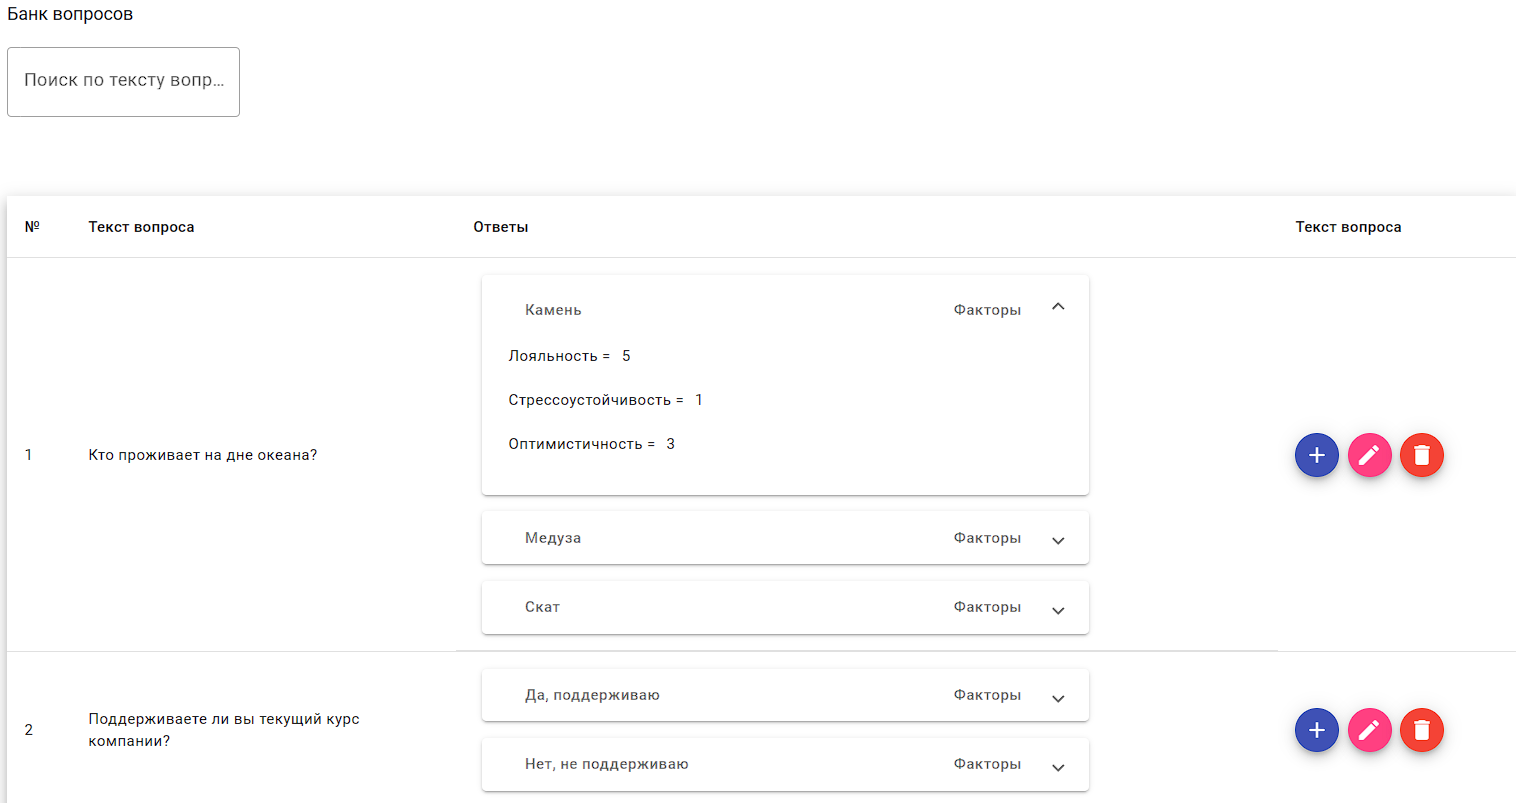 Банк вопросов
Поиск по тексту вопр...
№ Текст вопроса Ответы Текст вопроса
Камень Факторы
Лояльность = 5
Стрессоустойчивость = 1
Оптимистичность = 3
1 Кто проживает на дне океана?
Медуза Факторы
Скат Факторы
Да, поддерживаю Факторы
2 Поддерживаете ли вы текущий курс
компании?
Нет, не поддерживаю Факторы